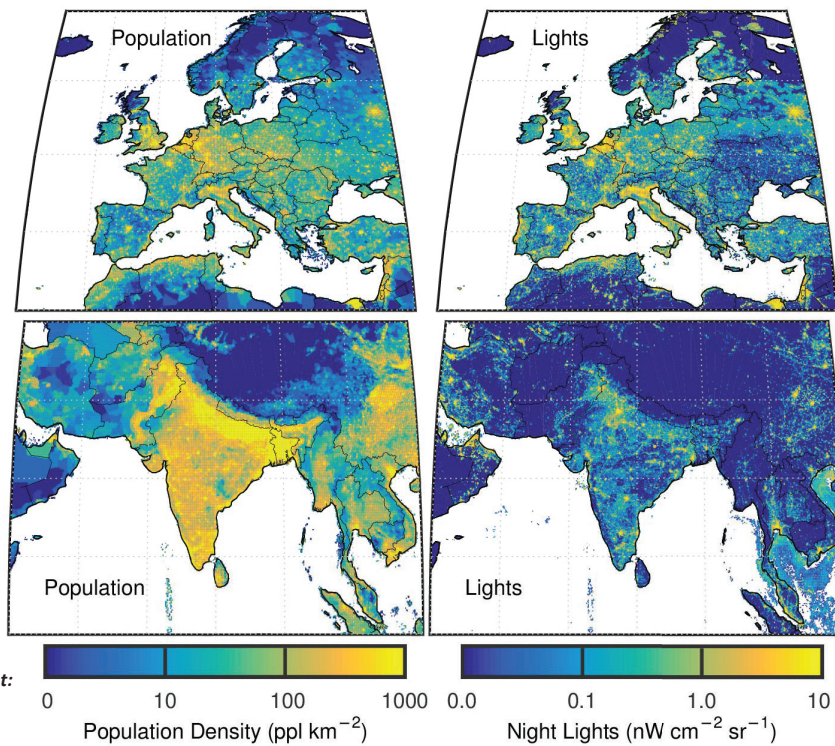 Population
Lights
Population
Lights
t:
0 10 100 1000
0.0 0.1 1.0 10
Population Density (ppl km⁻²)
Night Lights (nW cm⁻² sr⁻¹)